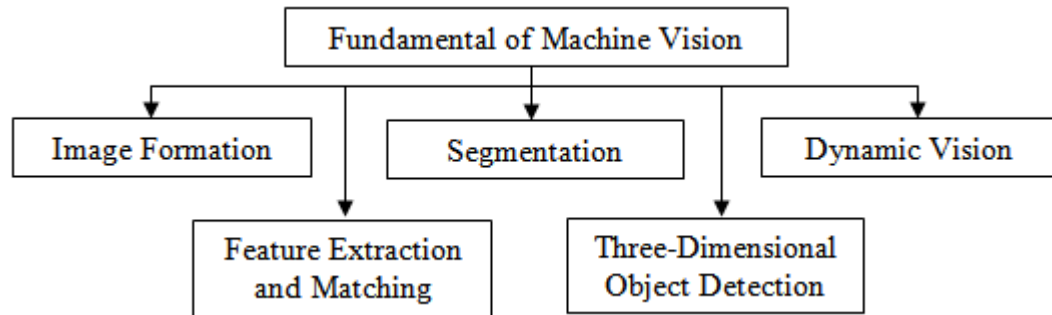 Fundamental of Machine Vision
Image Formation
Segmentation
Dynamic Vision
Feature Extraction
and Matching
Three-Dimensional
Object Detection